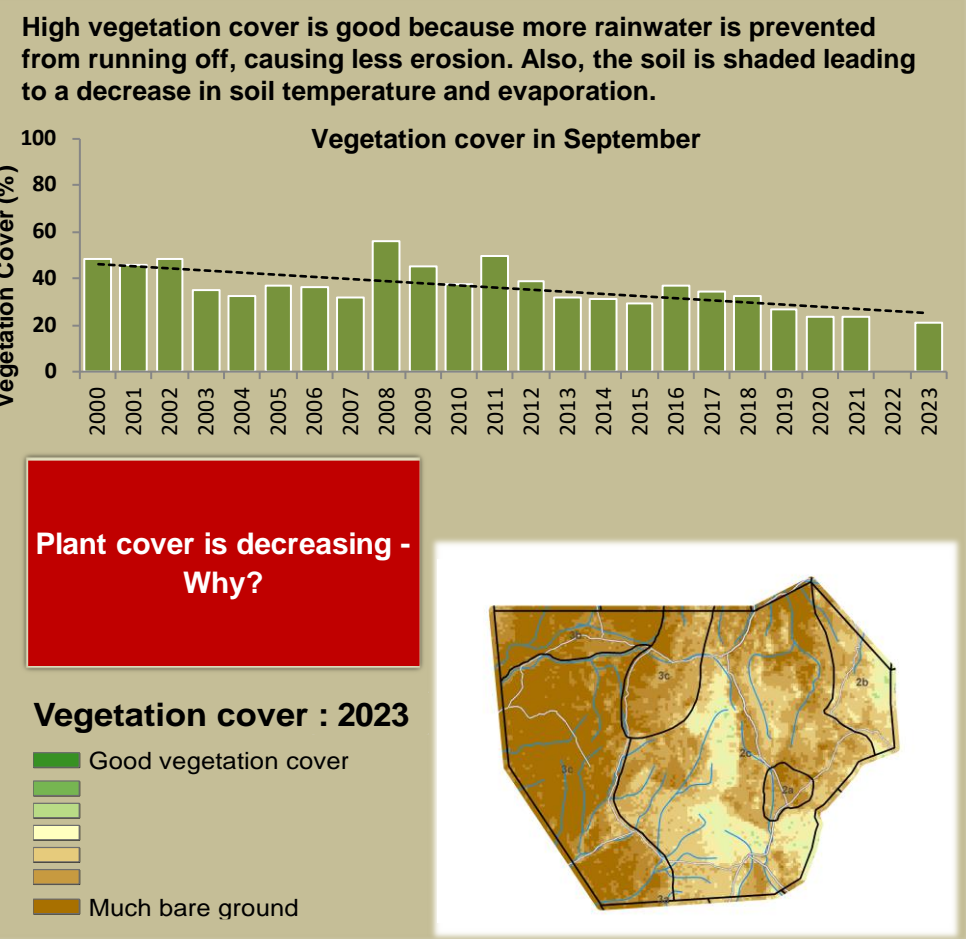 High vegetation cover is good because more rainwater is prevented
from running off, causing less erosion. Also, the soil is shaded leading
to a decrease in soil temperature and evaporation.
Vegetation cover in September
Vegetation Cover (%)
100
80
60
40
20
0
2000
2001
2002
2003
2004
2005
2006
2007
2008
2009
2010
2011
2012
2013
2014
2015
2016
2017
2018
2019
2020
2021
2022
2023
Plant cover is decreasing -
Why?
Vegetation cover : 2023
Good vegetation cover
Much bare ground
3b
3c
2b
2c
3c
2a